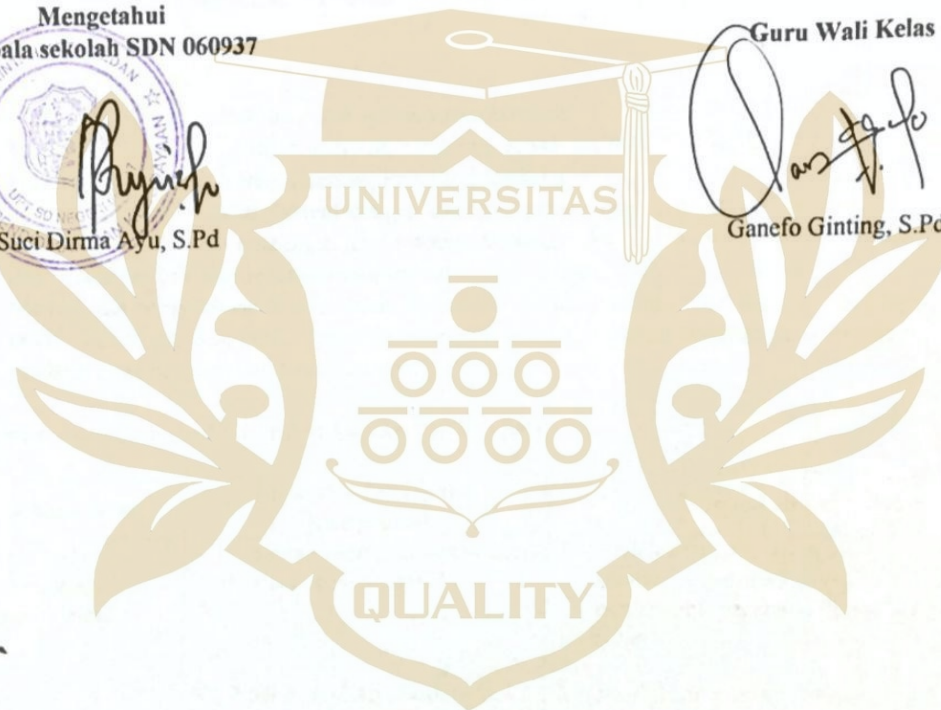 Mengetahui
ala sekolah SDN 060937
Suci Dirma Ayu, S.Pd
Guru Wali Kelas
Ganefo Ginting, S.Pd
UNIVERSITAS
QUALITY